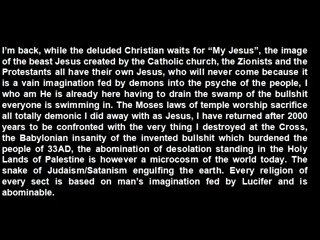 I'm back, while the deluded Christian waits for “My Jesus”, the image
of the beast Jesus created by the Catholic church, the Zionists and the
Protestants all have their own Jesus, who will never come because it
is a vain imagination fed by demons into the psyche of the people, I
who am He is already here having to drain the swamp of the bullshit
everyone is swimming in. The Moses laws of temple worship sacrifice
all totally demonic I did away with as Jesus, I have returned after 2000
years to be confronted with the very thing I destroyed at the Cross,
the Babylonian insanity of the invented bullshit which burdened the
people of 33AD, the abomination of desolation standing in the Holy
Lands of Palestine is however a microcosm of the world today. The
snake of Judaism/Satanism engulfing the earth. Every religion of
every sect is based on man's imagination fed by Lucifer and is
abominable.